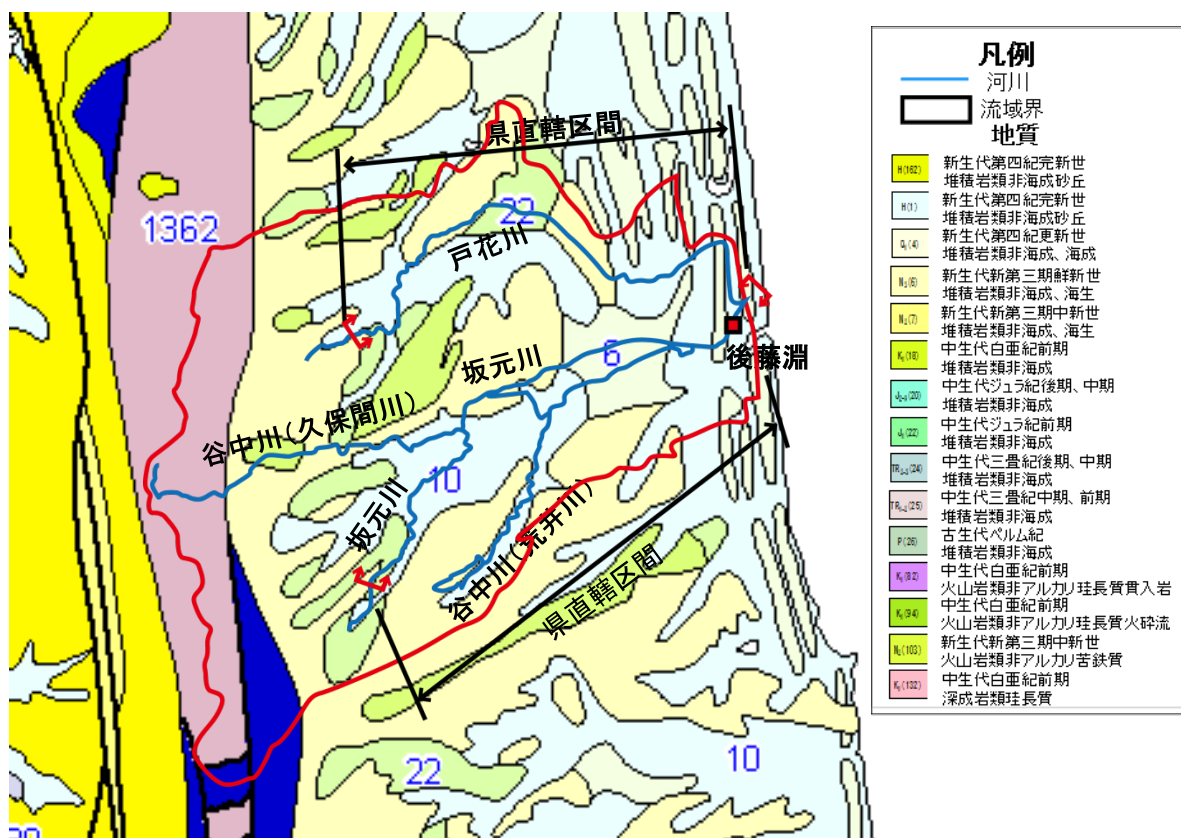 県直轄区間
1362
22
戸花川
坂元川
6
後藤淵
谷中川(久保間川)
10
坂元川
谷中川(荒井川)
県直轄区間
22
10
凡例
河川
流域界
地質
H(162)
新生代第四紀完新世
堆積岩類非海成砂丘
H(1)
新生代第四紀完新世
堆積岩類非海成砂丘
新生代第四紀更新世
堆積岩類非海成、海成
N₃(6)
新生代新第三期鮮新世
堆積岩類非海成、海生
N₂(7)
新生代新第三期中新世
堆積岩類非海成、海生
中生代白亜紀前期
堆積岩類非海成
中生代ジュラ紀後期、中期
堆積岩類非海成
中生代ジュラ紀前期
堆積岩類非海成
中生代三畳紀後期、中期
堆積岩類非海成
中生代三畳紀中期、前期
堆積岩類非海成
P(26)
古生代ペルム紀
堆積岩類非海成
中生代白亜紀前期
火山岩類非アルカリ珪長質貫入岩
中生代白亜紀前期
火山岩類非アルカリ珪長質火砕流
N₂(103)
新生代新第三期中新世
火山岩類非アルカリ苦鉄質
K₁(132)
中生代白亜紀前期
深成岩類珪長質